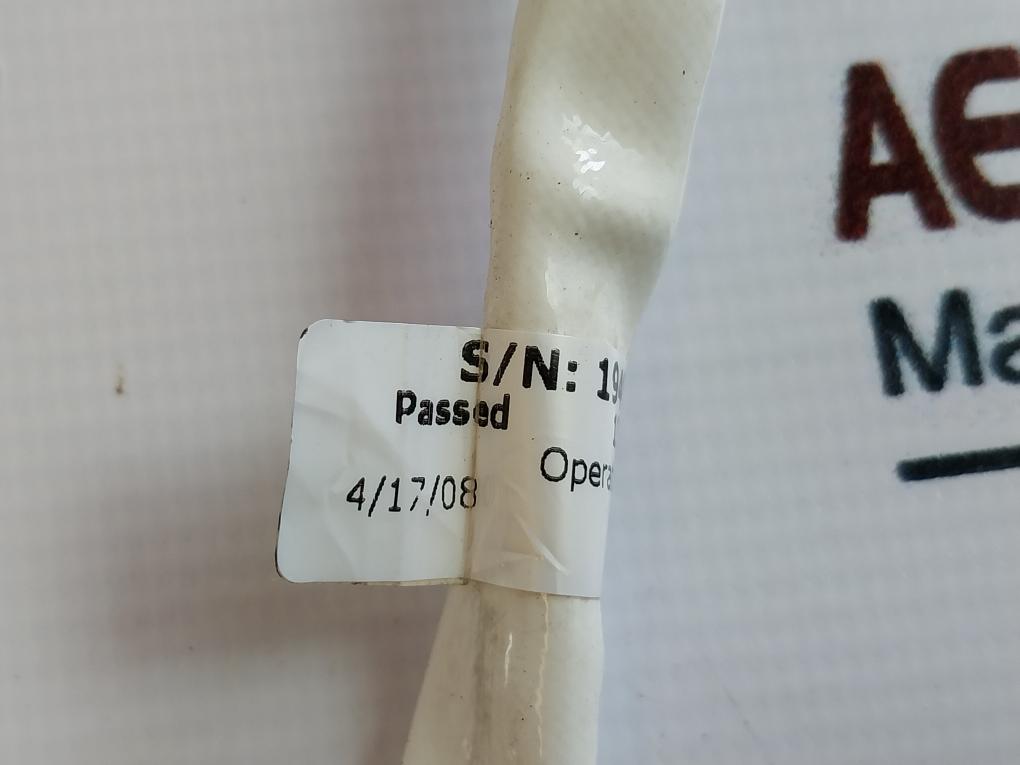 S/N: 19
Passed
Opera
4/17/08
AE
Ma